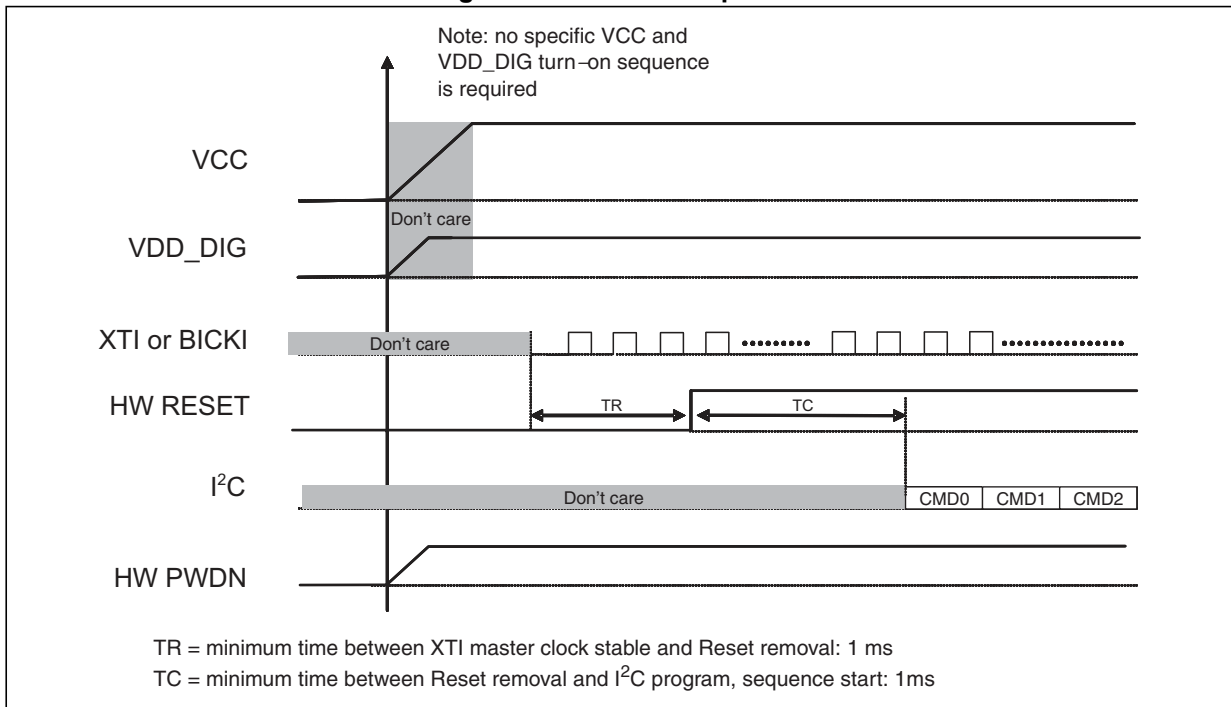 Note: no specific VCC and
VDD_DIG turn-on sequence
is required
VCC
Don't care
VDD_DIG
XTI or BICKI
Don't care
HW RESET
TR
TC
I²C
Don't care
CMD0 CMD1 CMD2
HW PWDN
TR = minimum time between XTI master clock stable and Reset removal: 1 ms
TC = minimum time between Reset removal and I²C program, sequence start: 1ms